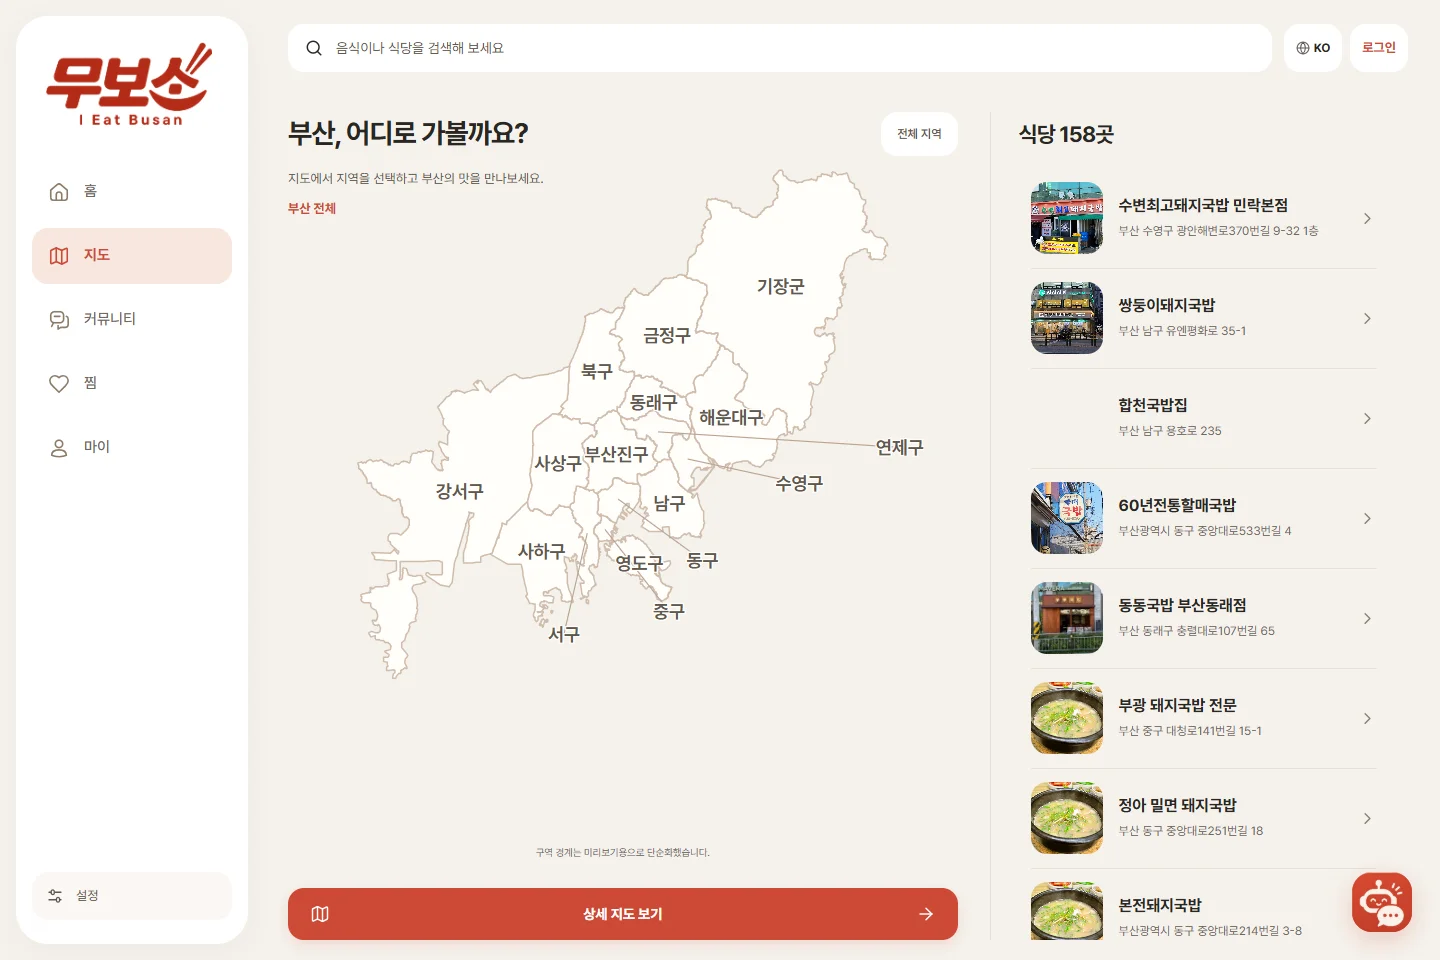 무보소
I Eat Busan
홈
지도
커뮤니티
찜
마이
설정
음식이나 식당을 검색해 보세요
KO
로그인
부산, 어디로 가볼까요?
전체 지역
지도에서 지역을 선택하고 부산의 맛을 만나보세요.
부산 전체
기장군
금정구
북구
동래구
해운대구
연제구
부산진구
사상구
수영구
강서구
남구
사하구
영도구
동구
중구
서구
구역 경계는 미리보기용으로 단순화했습니다.
상세 지도 보기
식당 158곳
수변최고돼지국밥 민락본점
부산 수영구 광안해변로370번길 9-32 1층
쌍둥이돼지국밥
부산 남구 유엔평화로 35-1
합천국밥집
부산 남구 용호로 235
60년전통할매국밥
부산광역시 동구 중앙대로533번길 4
동동국밥 부산동래점
부산 동래구 충렬대로107번길 65
부광 돼지국밥 전문
부산 중구 대청로141번길 15-1
정아 밀면 돼지국밥
부산 동구 중앙대로251번길 18
본전돼지국밥
부산광역시 동구 중앙대로214번길 3-8